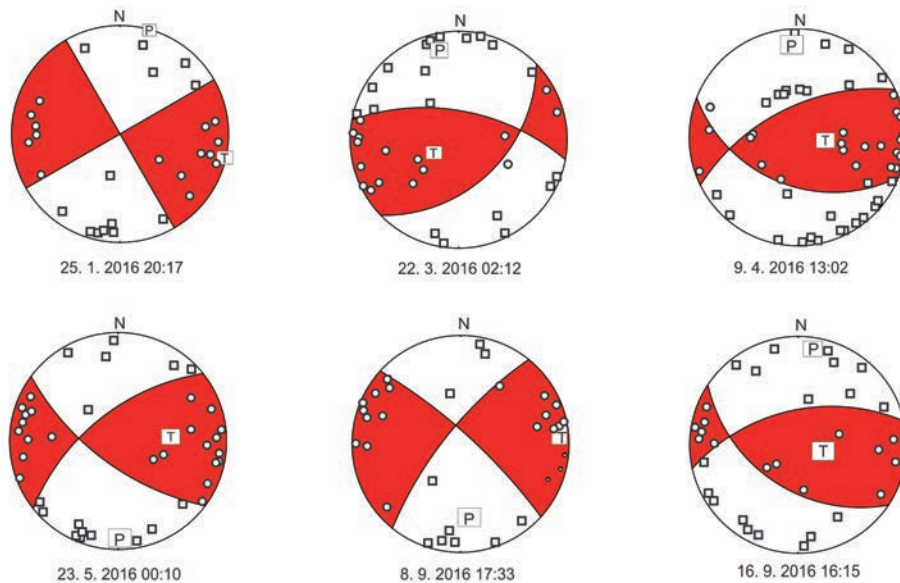 N
P
T
25. 1. 2016 20:17
N
P
T
22. 3. 2016 02:12
N
P
T
9. 4. 2016 13:02
N
T
P
23. 5. 2016 00:10
N
T
P
8. 9. 2016 17:33
N
P
T
16. 9. 2016 16:15